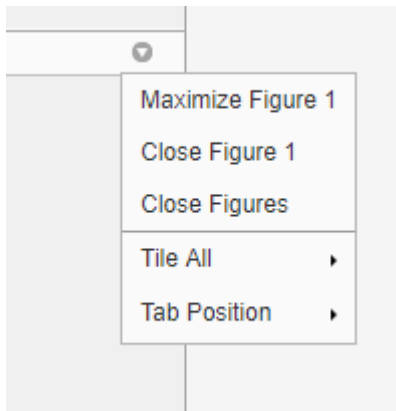 Maximize Figure 1
Close Figure 1
Close Figures
Tile All
Tab Position